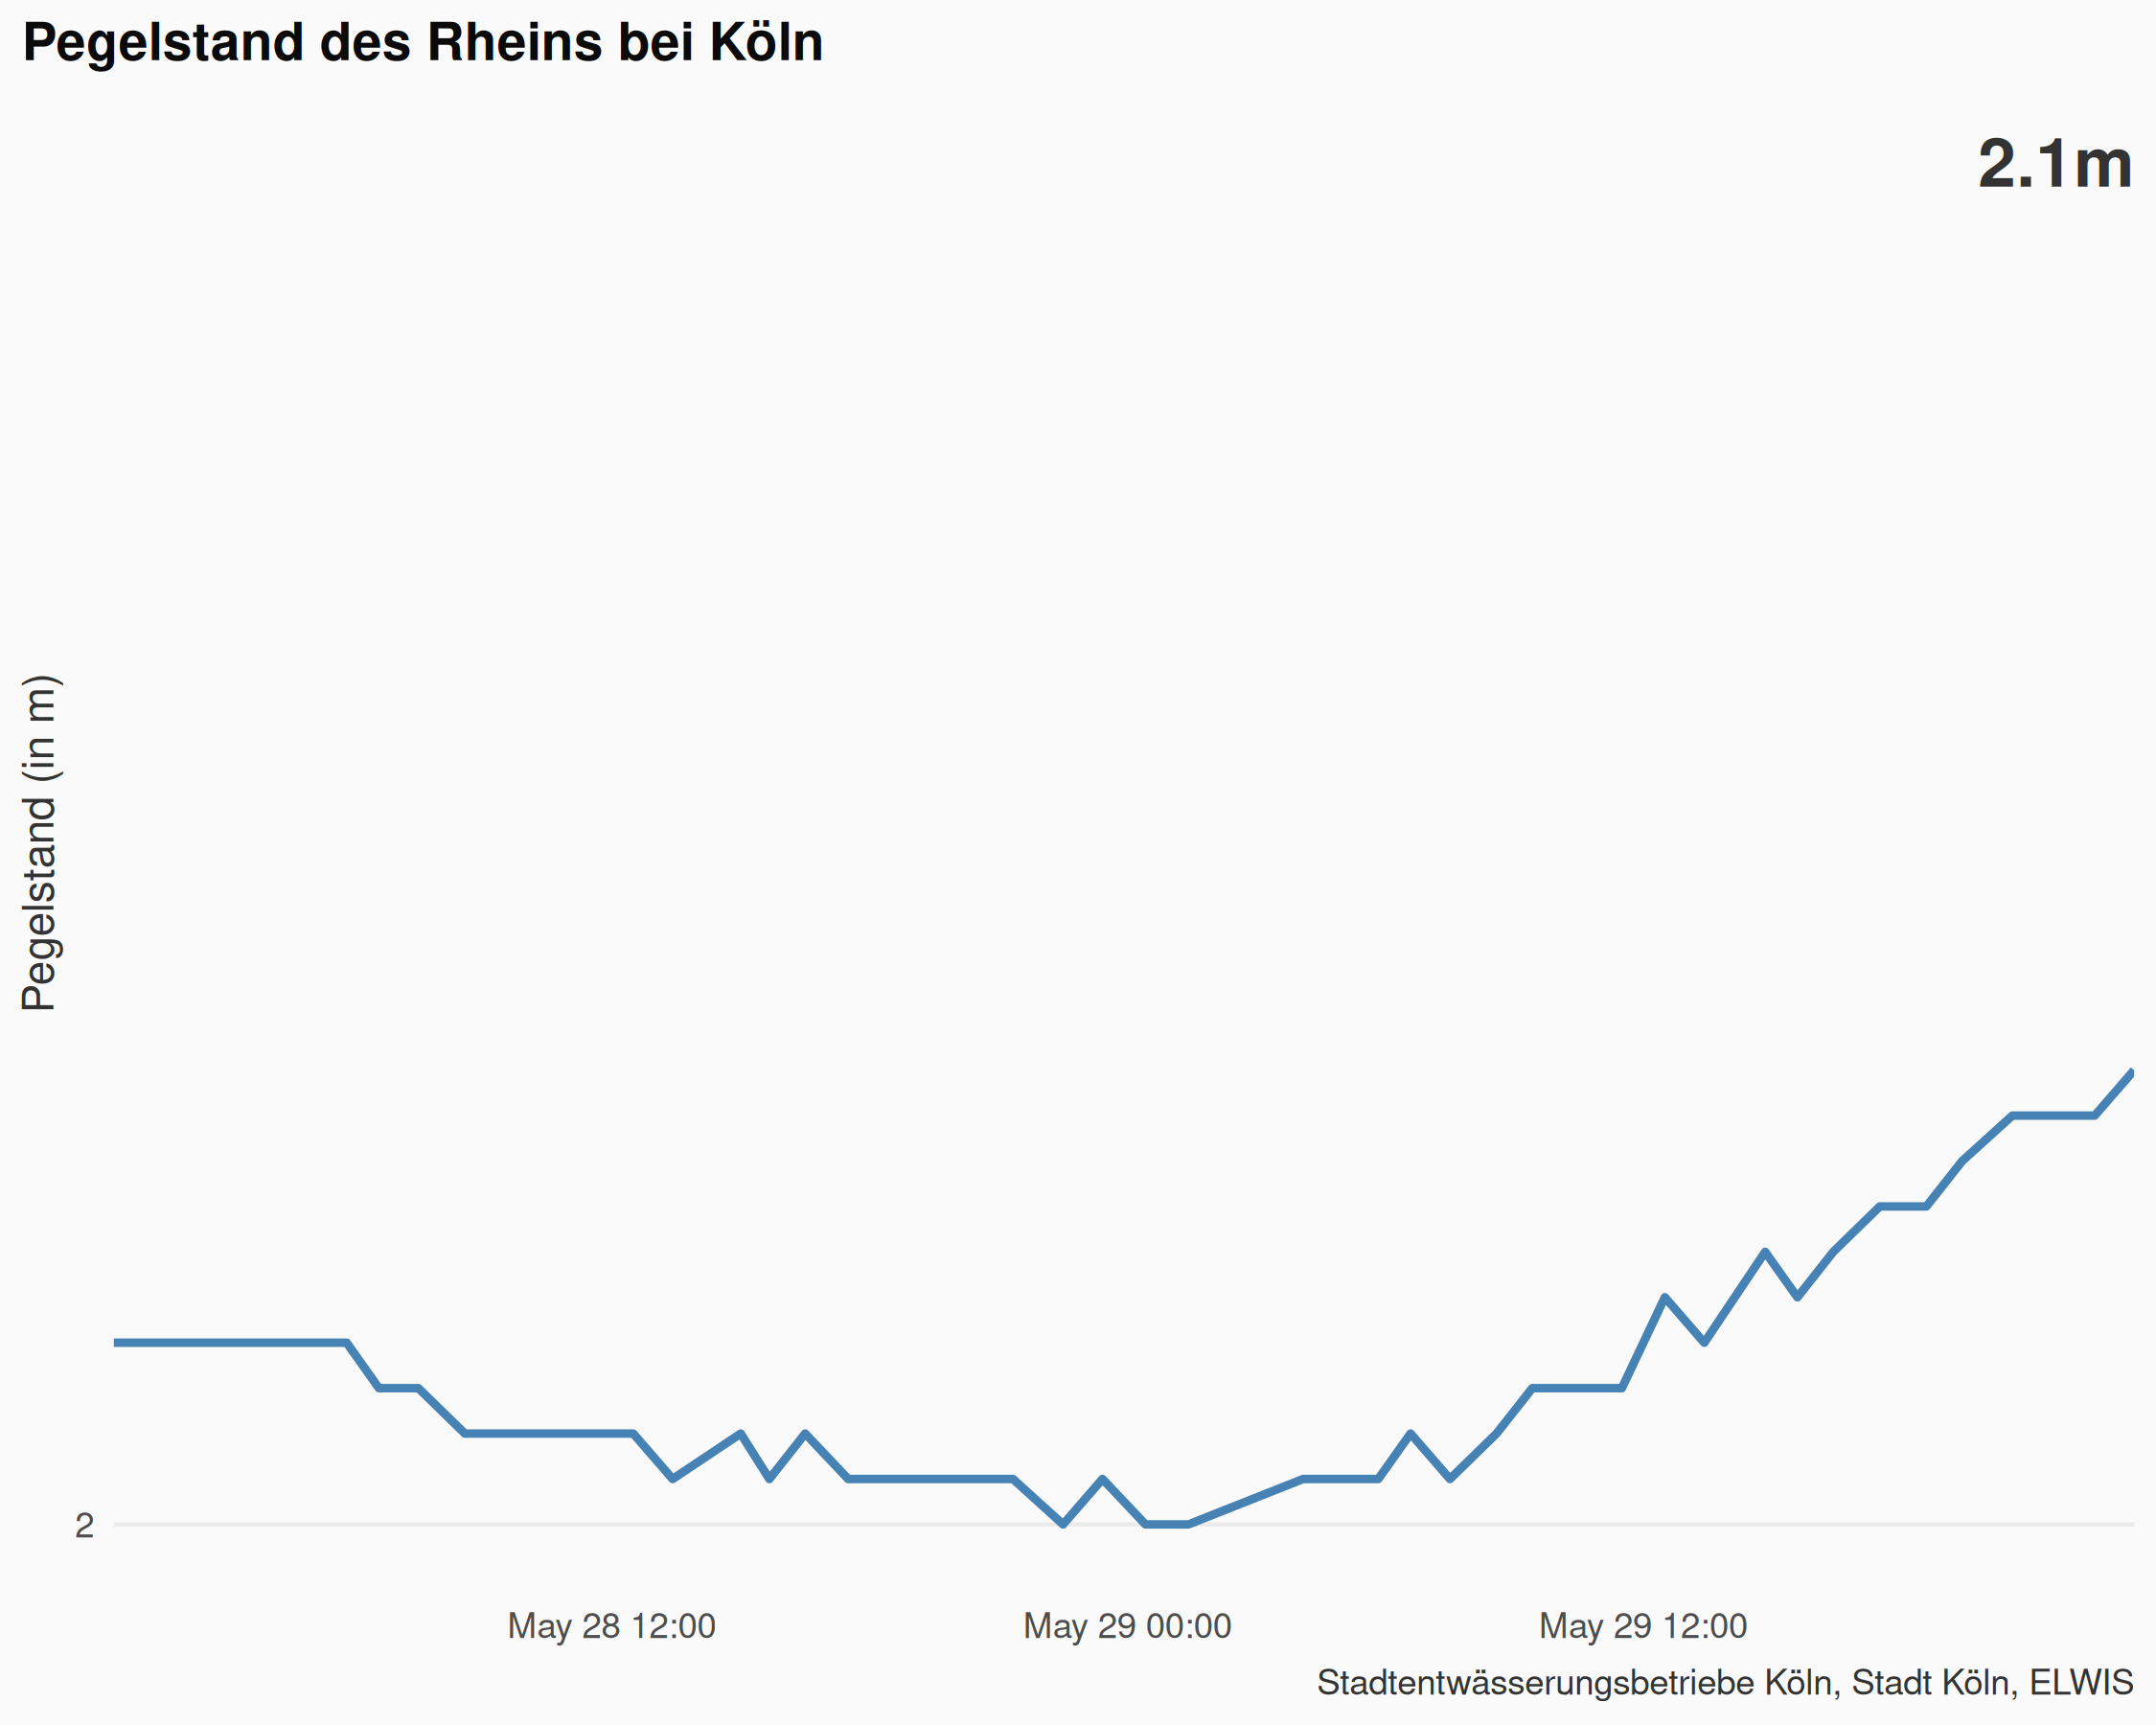 Pegelstand des Rheins bei Köln
2.1m
Pegelstand (in m)
2
May 28 12:00
May 29 00:00
May 29 12:00
Stadtentwässerungsbetriebe Köln, Stadt Köln, ELWIS